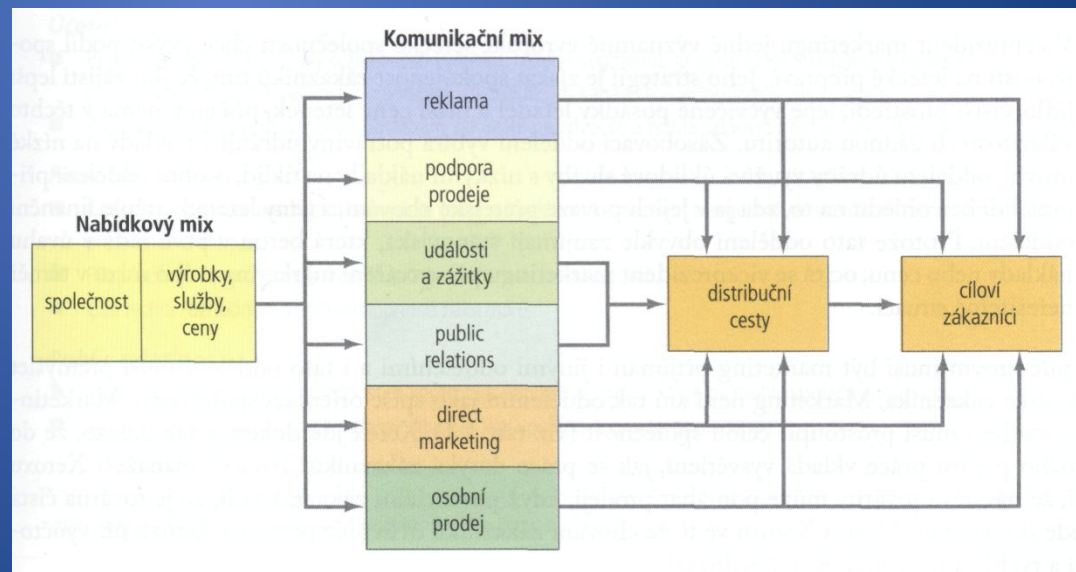 Komunikační mix
reklama
podpora
prodeje
události
a zážitky
public
relations
direct
marketing
osobní
prodej
Nabídkový mix
společnost
výrobky,
služby,
ceny
distribuční
cesty
cíloví
zákazníci